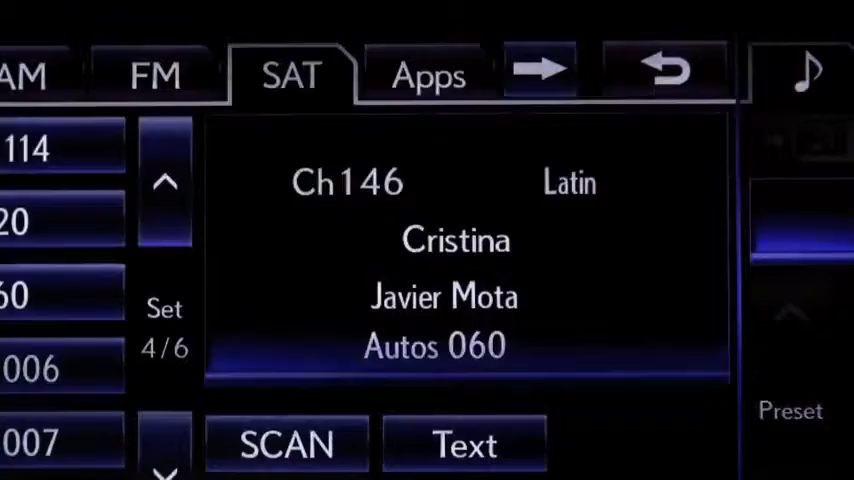 AM FM SAT Apps
114
20
60
006
007
Set
4/6
Ch146 Latin
Cristina
Javier Mota
Autos 060
SCAN Text
Preset